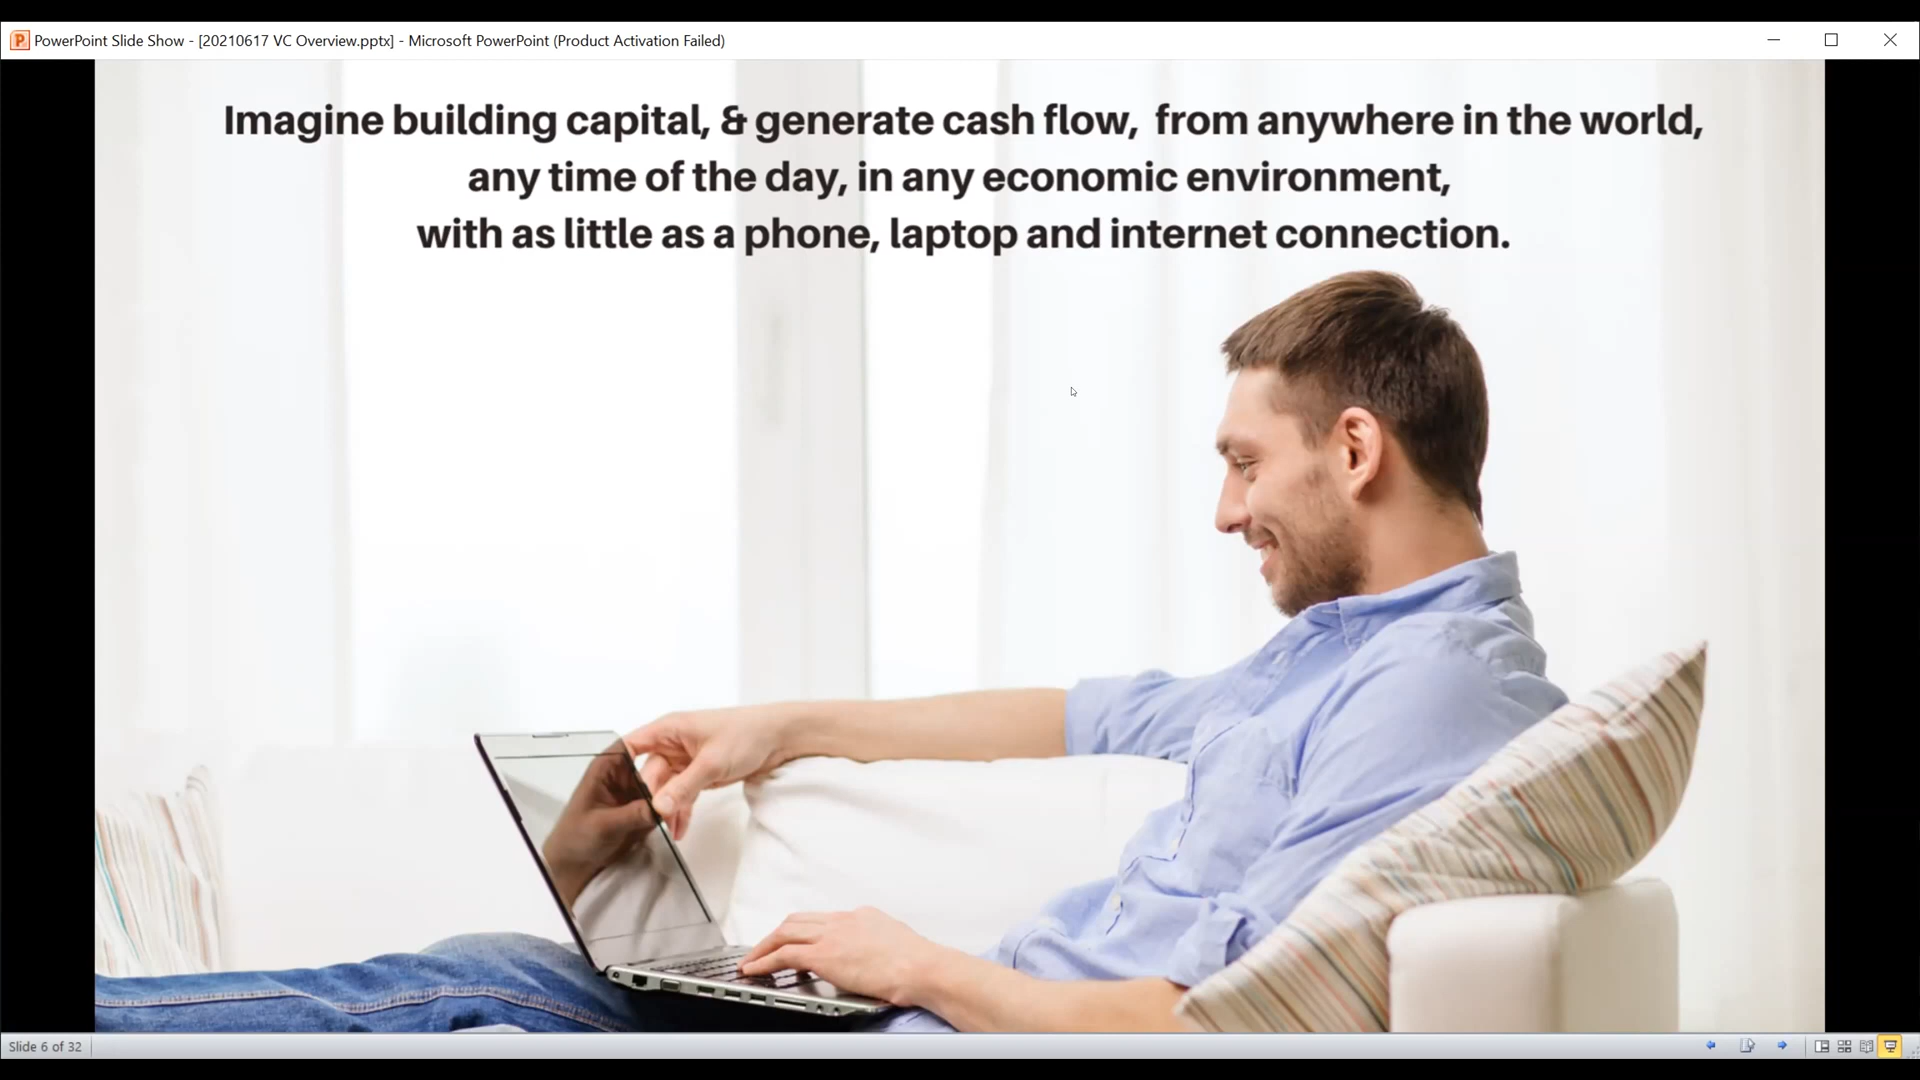 PowerPoint Slide Show - [20210617 VC Overview.pptx] - Microsoft PowerPoint (Product Activation Failed)
Imagine building capital, & generate cash flow, from anywhere in the world,
any time of the day, in any economic environment,
with as little as a phone, laptop and internet connection.
Slide 6 of 32